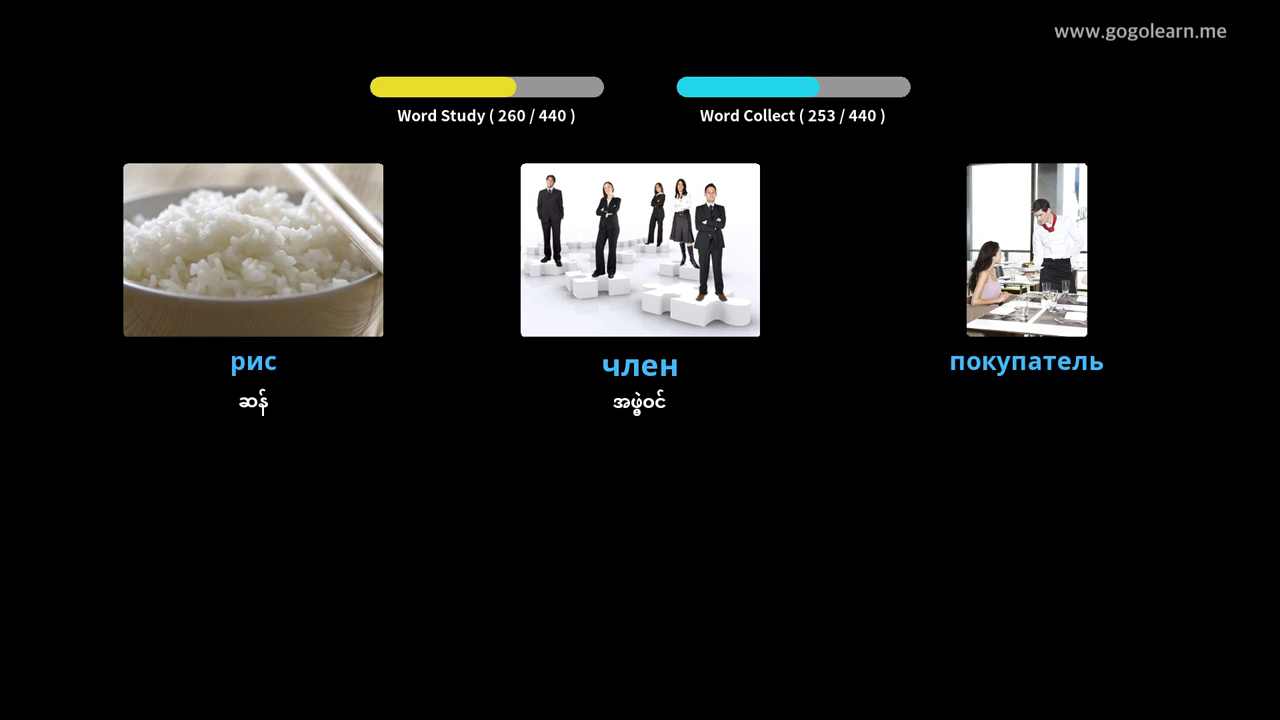 www.gogolearn.me
Word Study ( 260 / 440 )
Word Collect ( 253 / 440 )
рис
член
покупатель
ဆန်
အဖွဲ့ဝင်